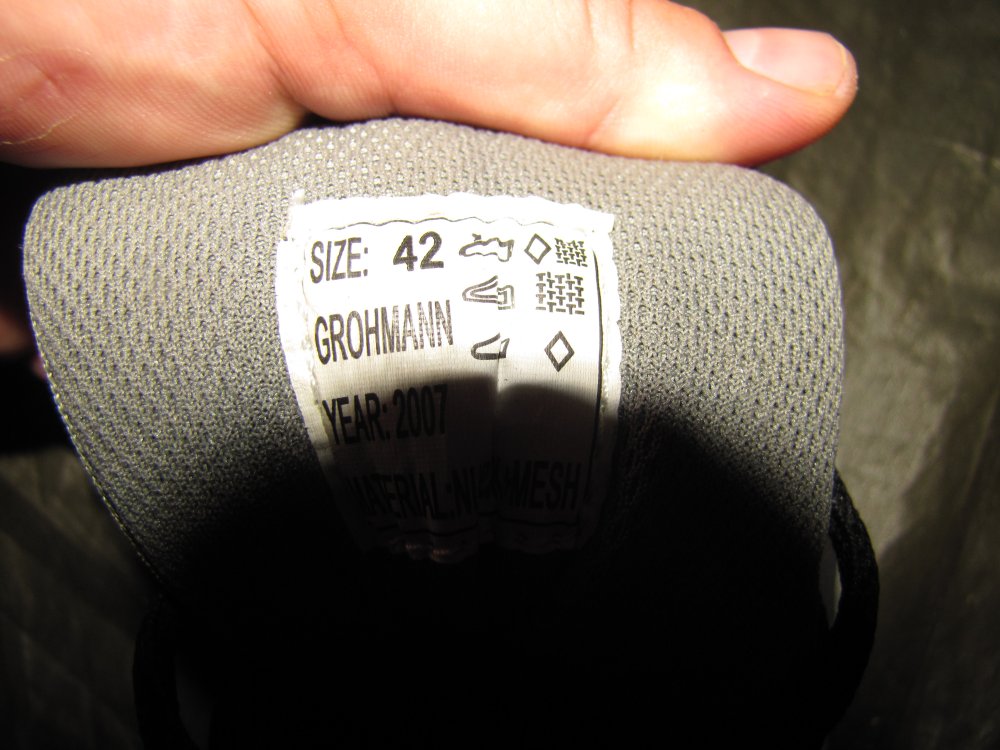 SIZE: 42
GROHMANN
YEAR: 2007
MATERIAL: MESH